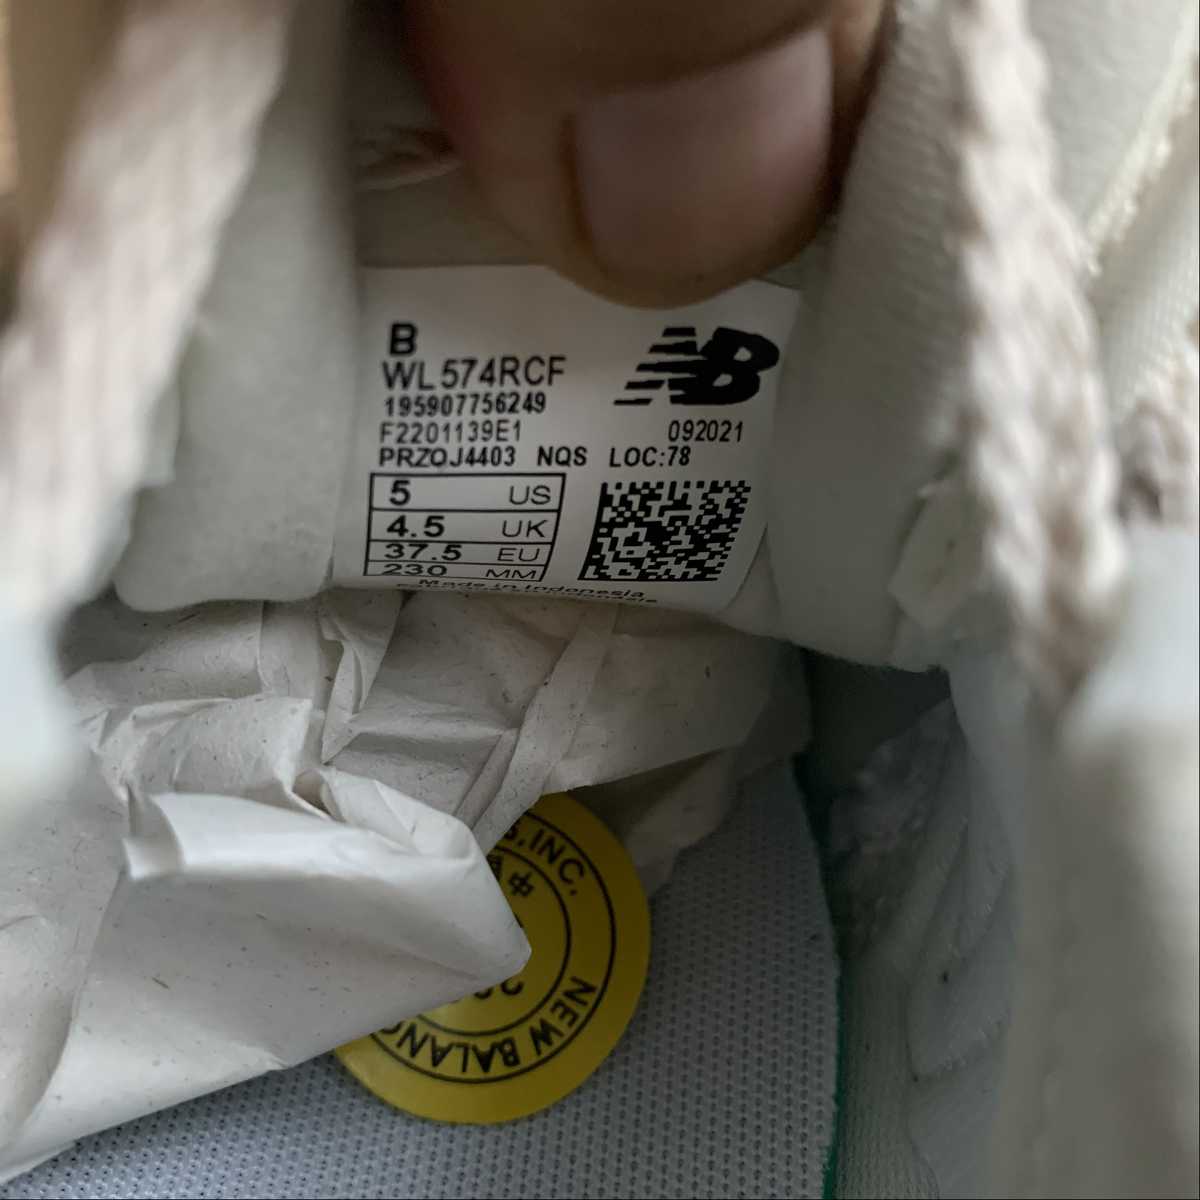 B
WL574RCF
195907756249
F2201139E1 092021
PRZOJ4403 NQS LOC:78
5 US
4.5 UK
37.5 EU
230 MM
Made in Indonesia
NB
INC.
NEW BALANC